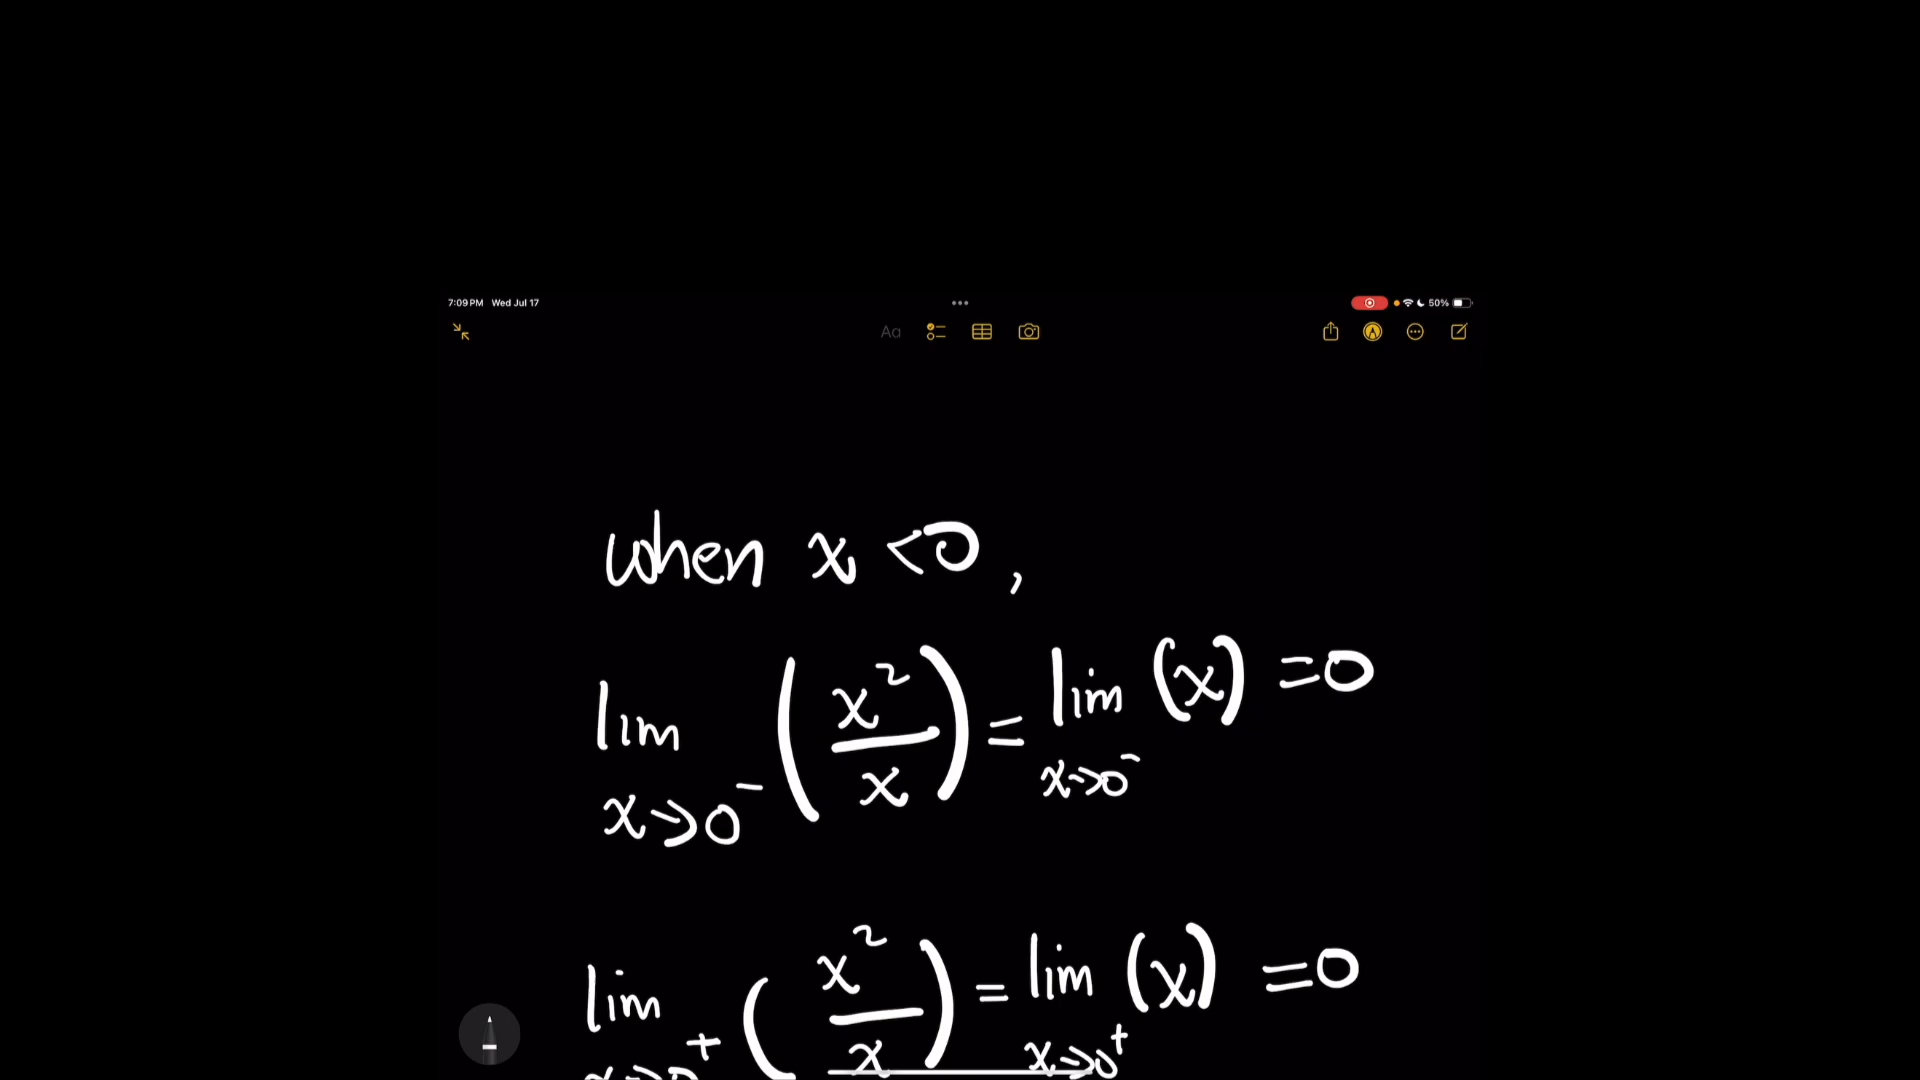 7:09 PM Wed Jul 17
50%
Aa
when x < 0 ,
lim x→0⁻ (x²/x) = lim x→0⁻ (x) = 0
lim x→0⁺ (x²/x) = lim x→0⁺ (x) = 0